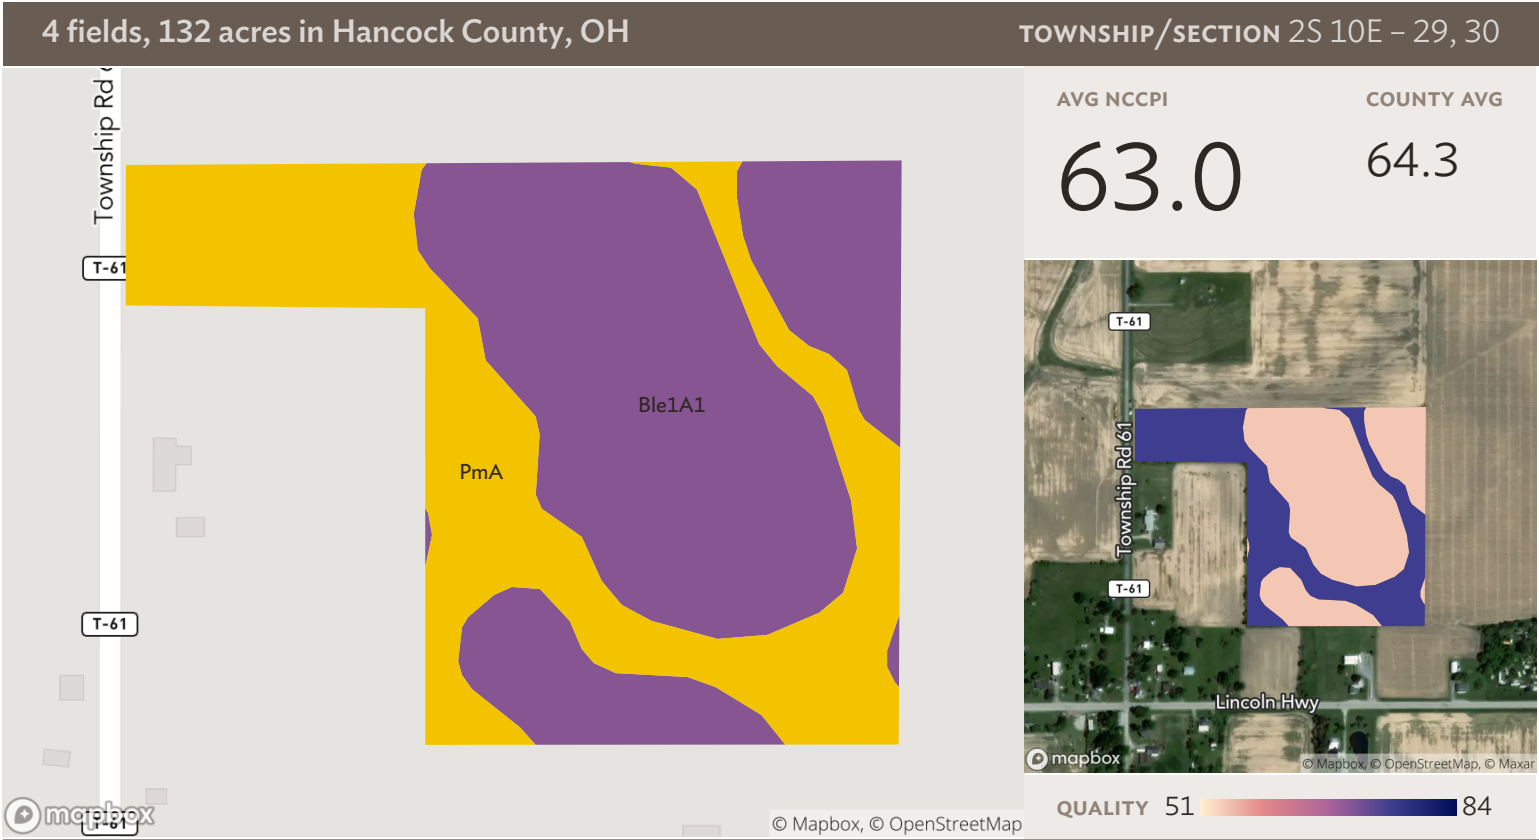 4 fields, 132 acres in Hancock County, OH
TOWNSHIP/SECTION 2S 10E – 29, 30
Township Rd
T-61
PmA
Ble1A1
T-61
T-61
mapbox
© Mapbox, © OpenStreetMap
AVG NCCPI
63.0
COUNTY AVG
64.3
T-61
Township Rd 61
T-61
Lincoln Hwy
mapbox
© Mapbox, © OpenStreetMap, © Maxar
QUALITY 51 84